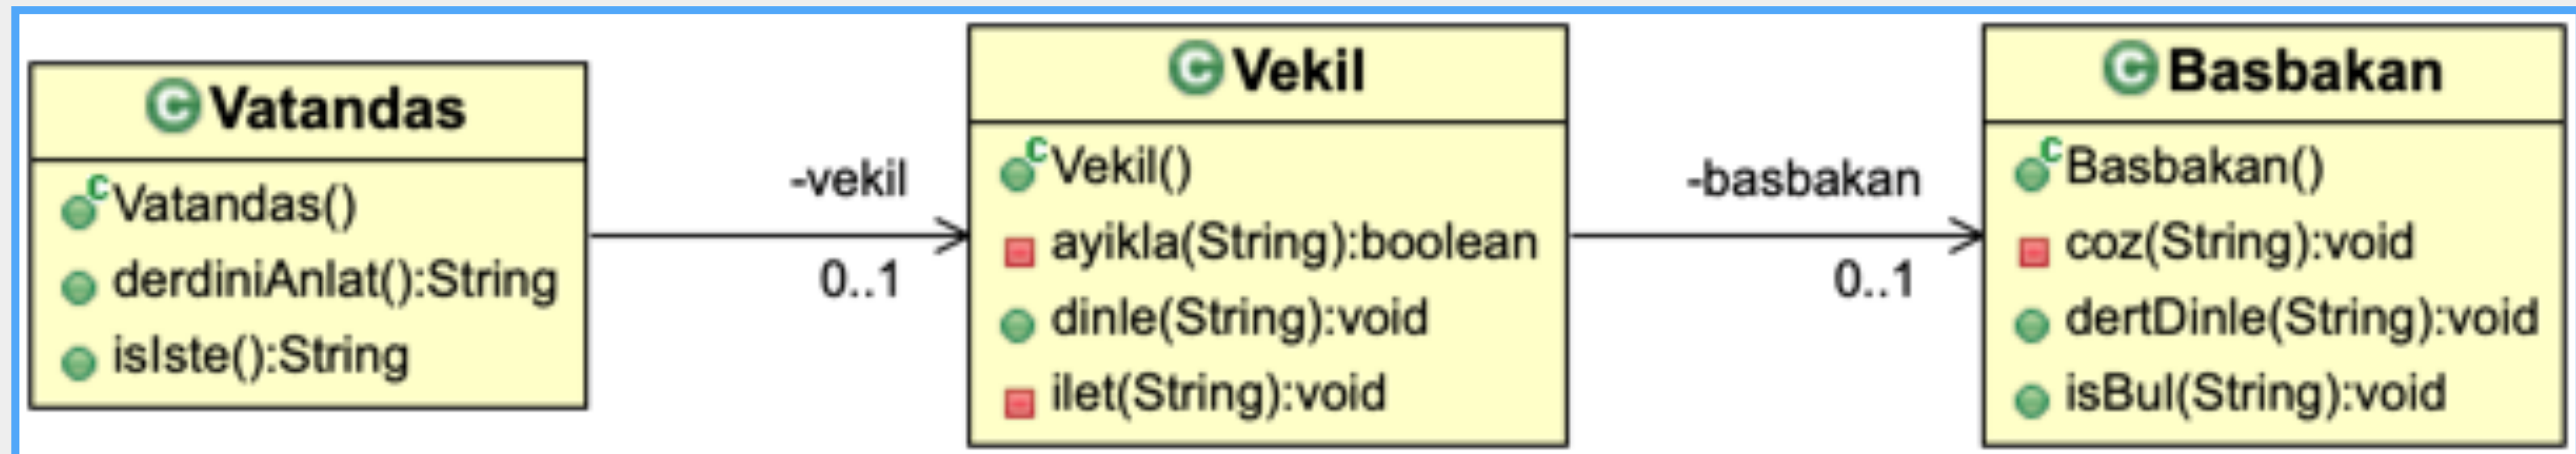 Vatandas
Vatandas()
derdiniAnlat():String
isIste():String
-vekil
0..1
Vekil
Vekil()
ayikla(String):boolean
dinle(String):void
ilet(String):void
-basbakan
0..1
Basbakan
Basbakan()
coz(String):void
dertDinle(String):void
isBul(String):void